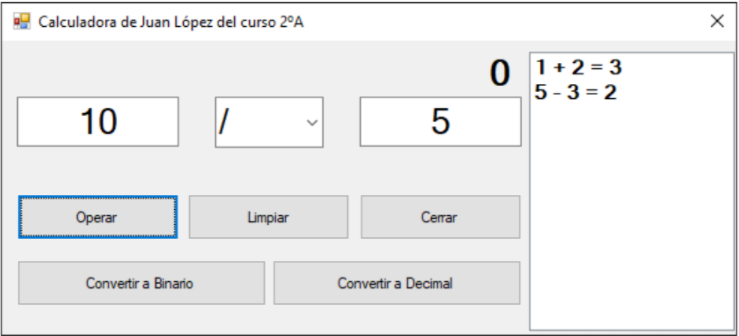 Calculadora de Juan López del curso 2ºA
0
10 / 5
1 + 2 = 3
5 - 3 = 2
Operar Limpiar Cerrar
Convertir a Binario Convertir a Decimal